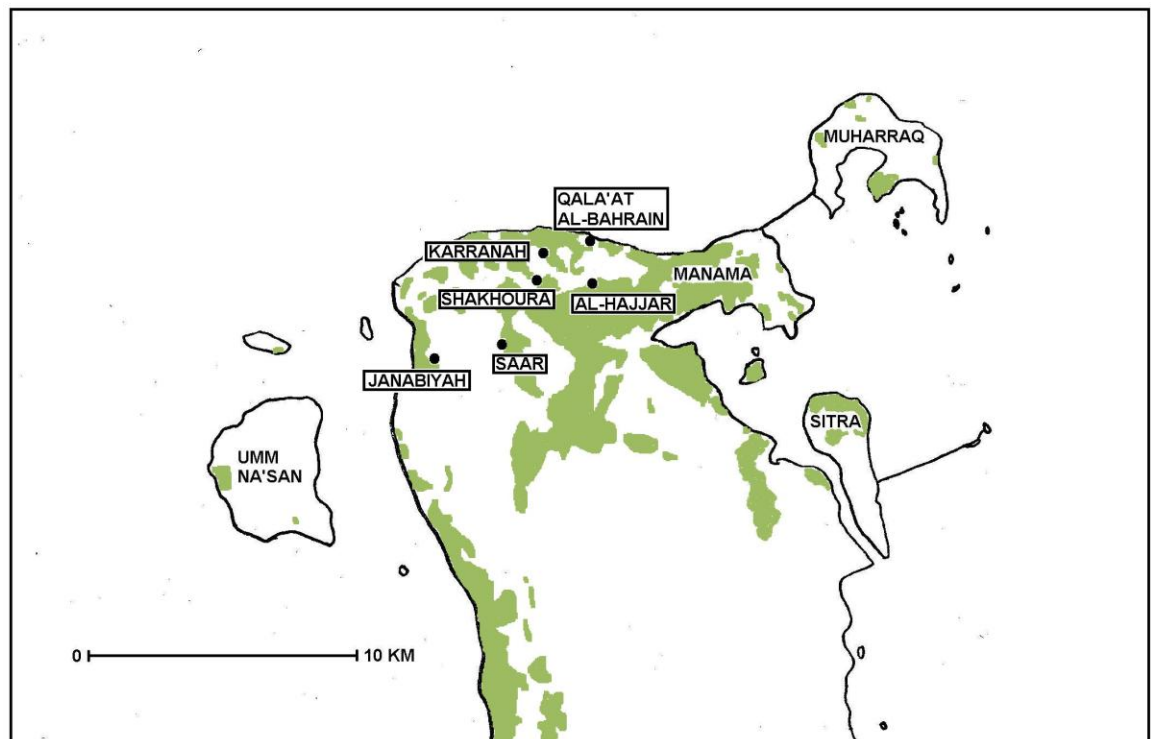 MUHARRAQ
QALA'AT
AL-BAHRAIN
KARRANAH
MANAMA
SHAKHOURA
AL-HAJJAR
SAAR
JANABIYAH
SITRA
UMM
NA'SAN
0 10 KM